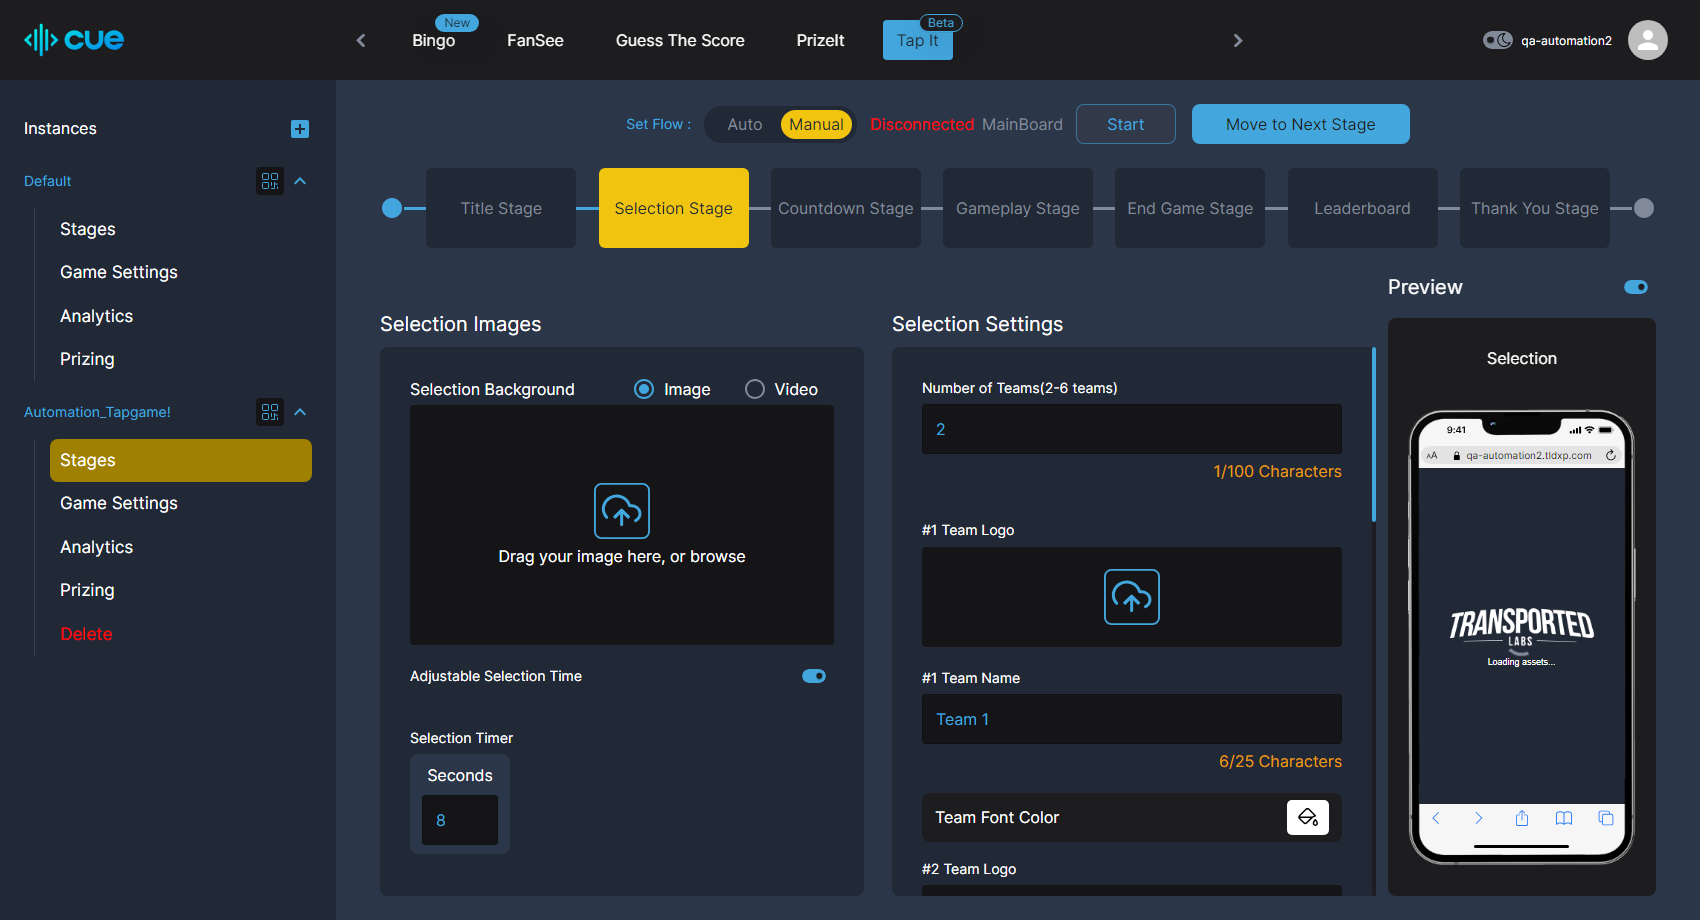 cue
New
Bingo
FanSee
Guess The Score
PrizeIt
Beta
Tap It
qa-automation2
Instances
Default
Stages
Game Settings
Analytics
Prizing
Automation_Tapgame!
Stages
Game Settings
Analytics
Prizing
Delete
Set Flow :
Auto
Manual
Disconnected MainBoard
Start
Move to Next Stage
Title Stage
Selection Stage
Countdown Stage
Gameplay Stage
End Game Stage
Leaderboard
Thank You Stage
Selection Images
Selection Background
Image
Video
Drag your image here, or browse
Adjustable Selection Time
Selection Timer
Seconds
8
Selection Settings
Number of Teams(2-6 teams)
2
1/100 Characters
#1 Team Logo
#1 Team Name
Team 1
6/25 Characters
Team Font Color
#2 Team Logo
Preview
Selection
9:41
AA
qa-automation2.tldxp.com
TRANSPORTED
LABS
Loading assets...